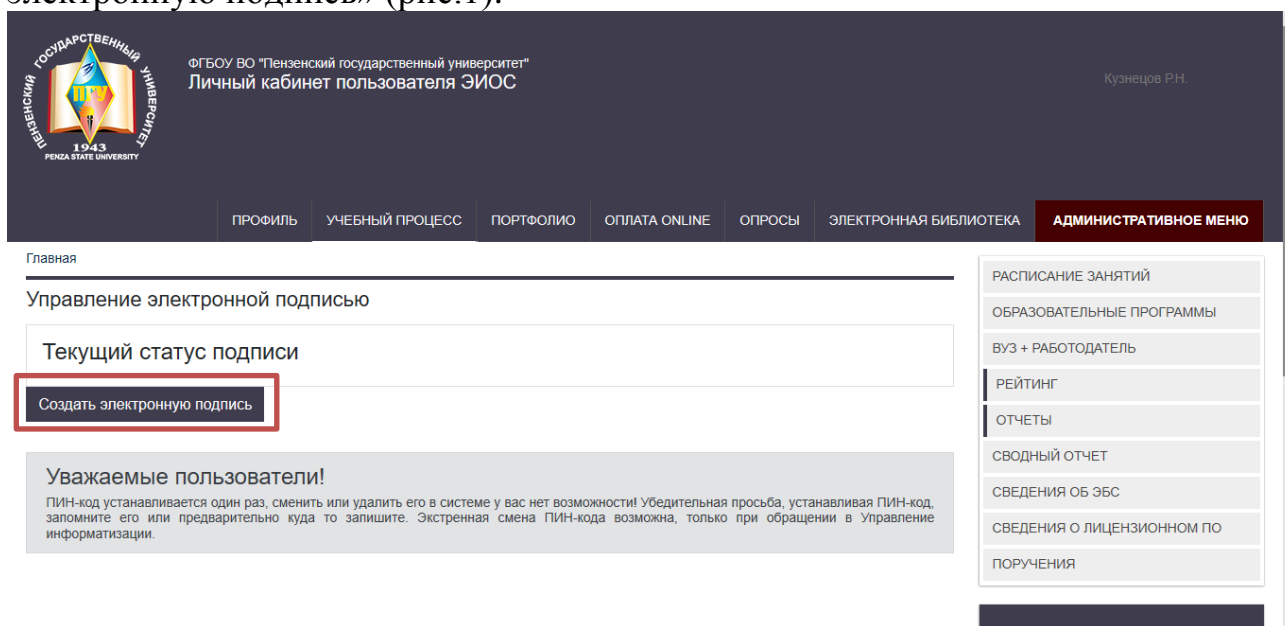 электронную подпись» (рис.1).
ПЕНЗЕНСКИЙ ГОСУДАРСТВЕННЫЙ УНИВЕРСИТЕТ
ПГУ
1943
PENZA STATE UNIVERSITY
ФГБОУ ВО "Пензенский государственный университет"
Личный кабинет пользователя ЭИОС
Кузнецов Р.Н.
ПРОФИЛЬ УЧЕБНЫЙ ПРОЦЕСС ПОРТФОЛИО ОПЛАТА ONLINE ОПРОСЫ ЭЛЕКТРОННАЯ БИБЛИОТЕКА АДМИНИСТРАТИВНОЕ МЕНЮ
Главная
Управление электронной подписью
Текущий статус подписи
Создать электронную подпись
Уважаемые пользователи!
ПИН-код устанавливается один раз, сменить или удалить его в системе у вас нет возможности! Убедительная просьба, устанавливая ПИН-код,
запомните его или предварительно куда то запишите. Экстренная смена ПИН-кода возможна, только при обращении в Управление
информатизации.
РАСПИСАНИЕ ЗАНЯТИЙ
ОБРАЗОВАТЕЛЬНЫЕ ПРОГРАММЫ
ВУЗ + РАБОТОДАТЕЛЬ
РЕЙТИНГ
ОТЧЕТЫ
СВОДНЫЙ ОТЧЕТ
СВЕДЕНИЯ ОБ ЭБС
СВЕДЕНИЯ О ЛИЦЕНЗИОННОМ ПО
ПОРУЧЕНИЯ